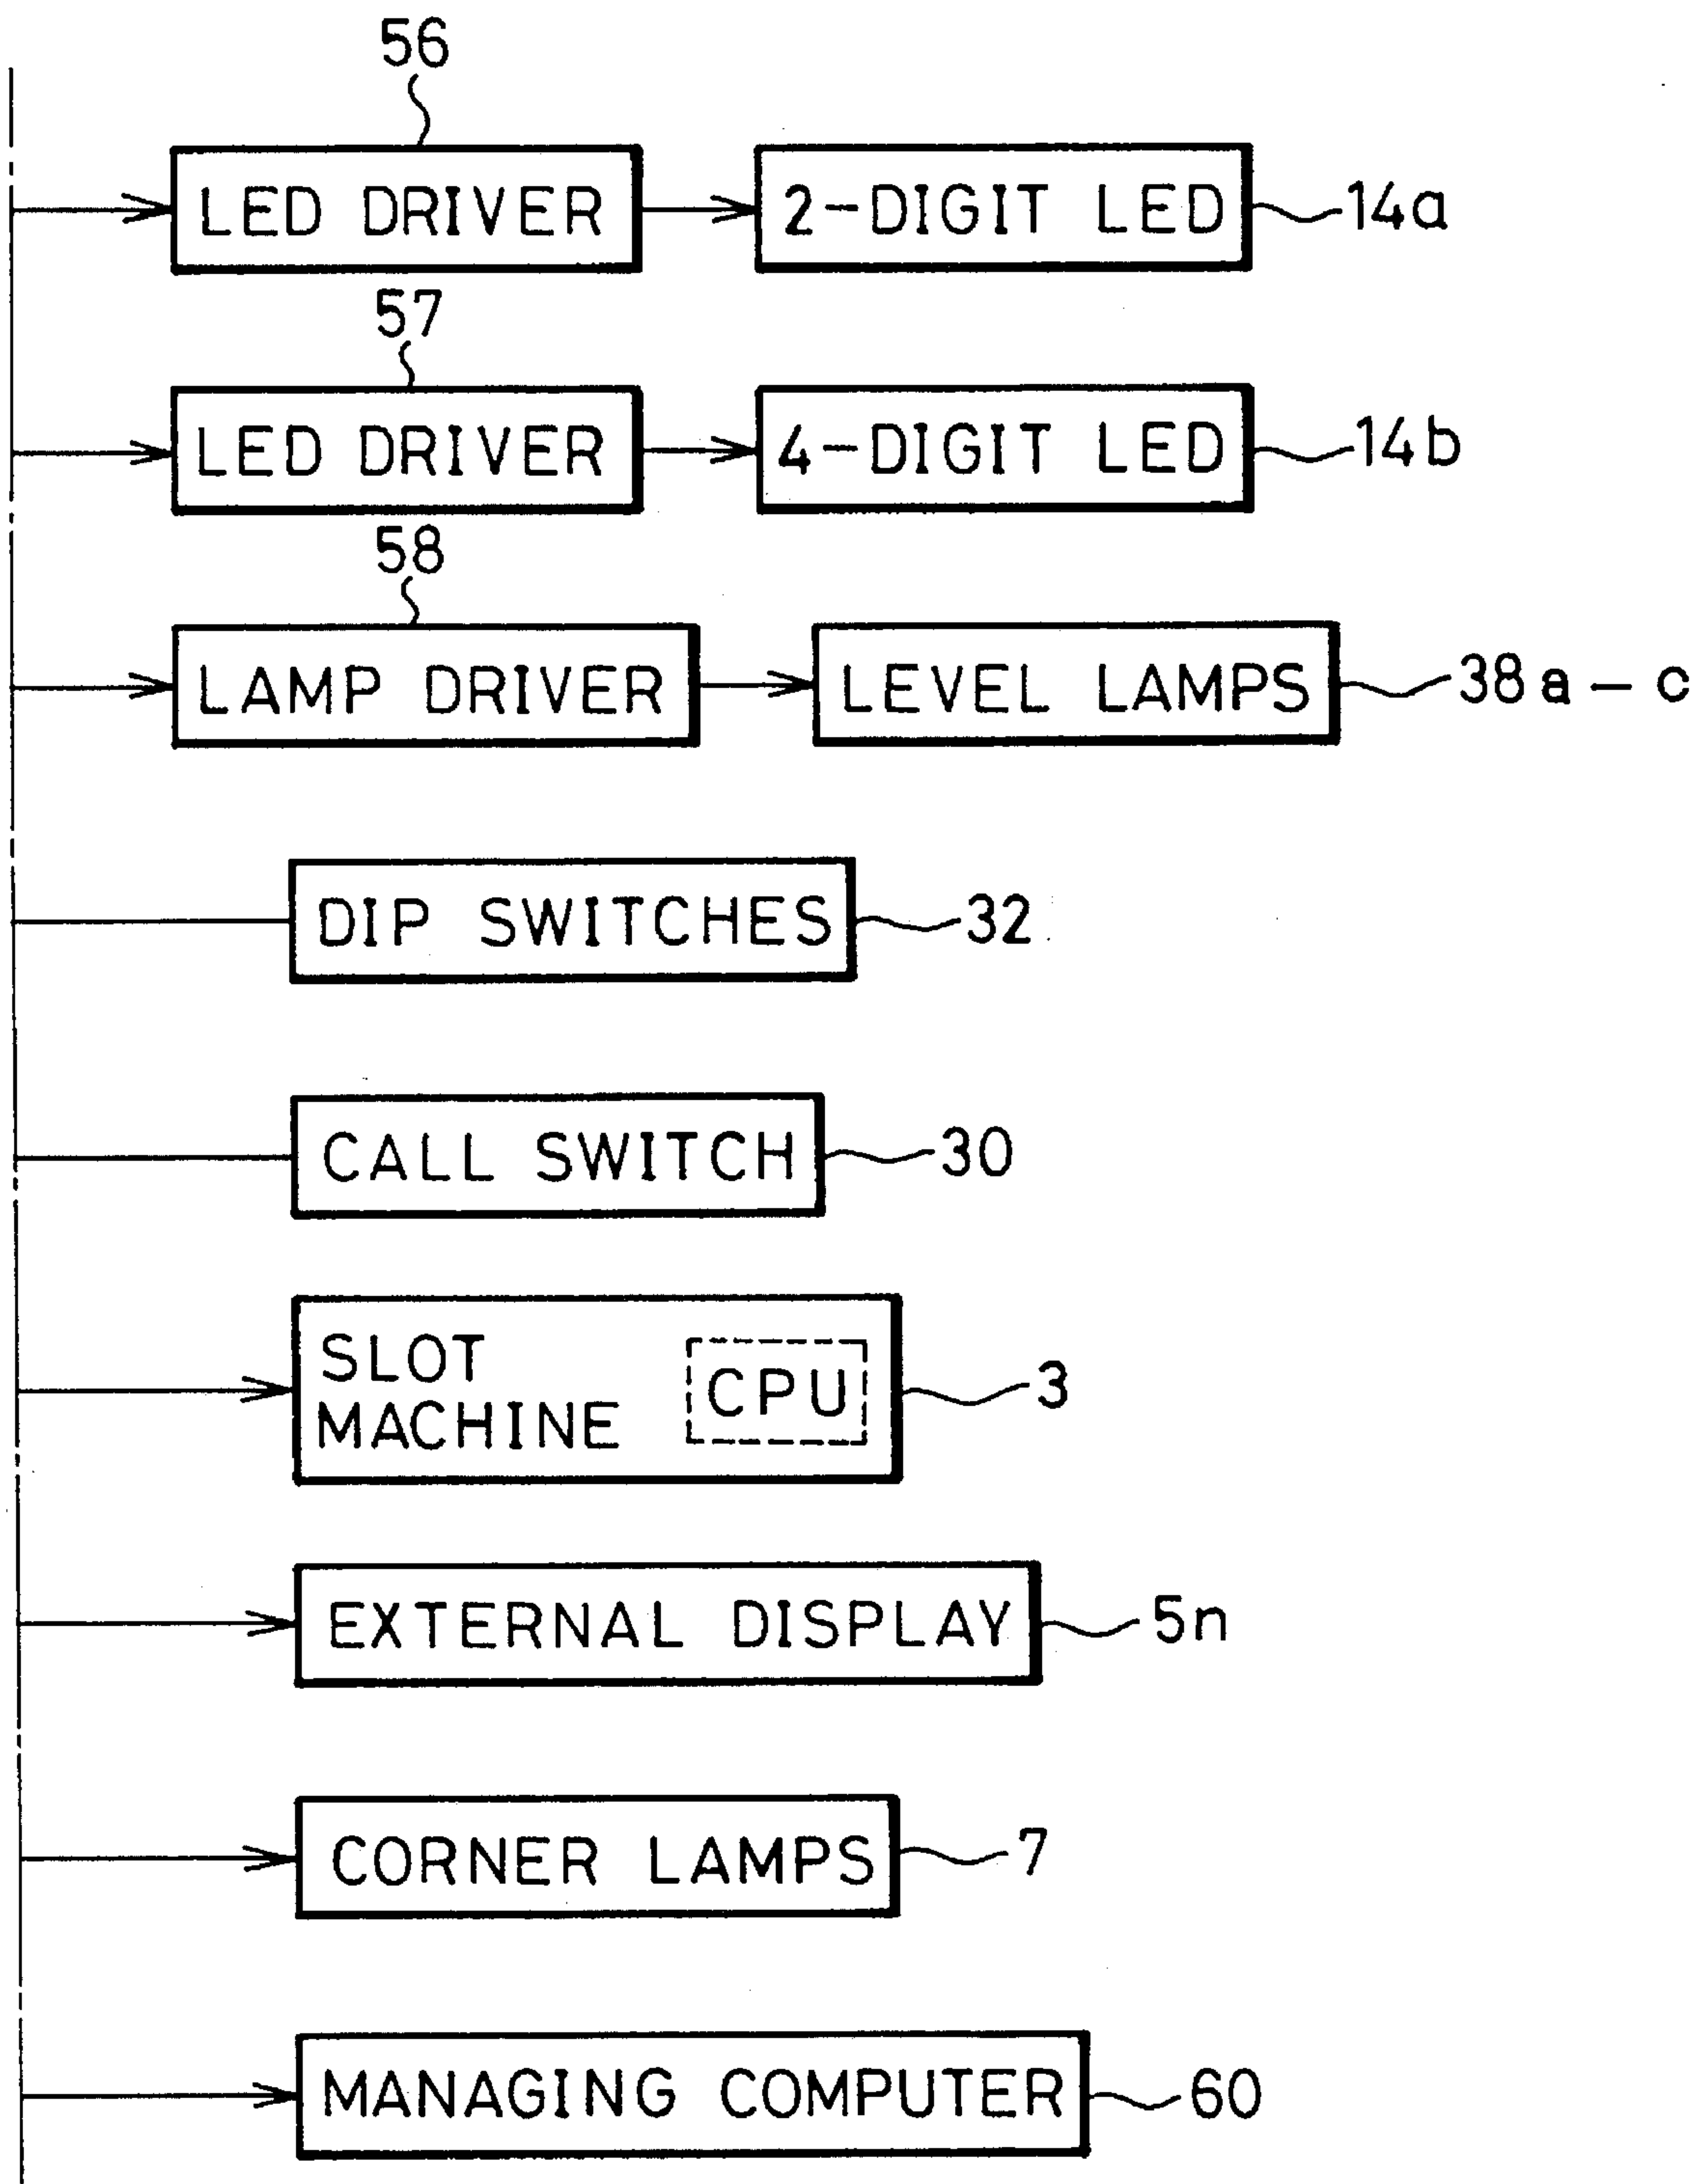 56
LED DRIVER
2-DIGIT LED
14a
57
LED DRIVER
4-DIGIT LED
14b
58
LAMP DRIVER
LEVEL LAMPS
38a-c
DIP SWITCHES
32
CALL SWITCH
30
SLOT
MACHINE
CPU
3
EXTERNAL DISPLAY
5n
CORNER LAMPS
7
MANAGING COMPUTER
60